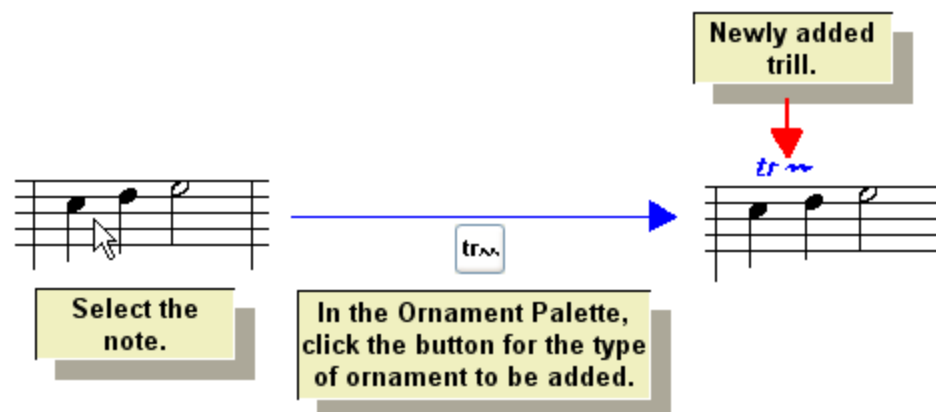 Newly added
trill.
tr
Select the
note.
tr
In the Ornament Palette,
click the button for the type
of ornament to be added.